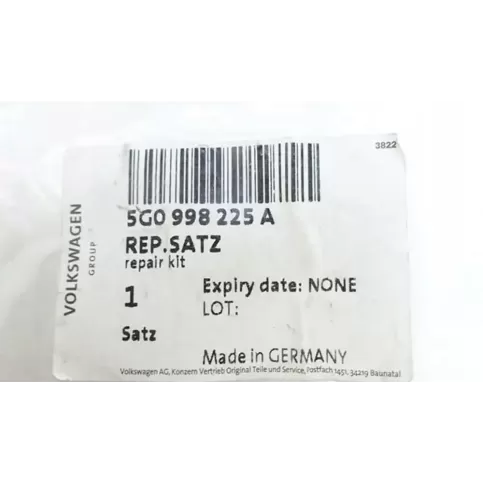 3822
5G0 998 225 A
REP.SATZ
repair kit
1
Expiry date: NONE
LOT:
Satz
Made in GERMANY
Volkswagen AG, Konzern Vertrieb Original Teile und Service, Postfach 1451, 34219 Baunatal
VOLKSWAGEN
GROUP